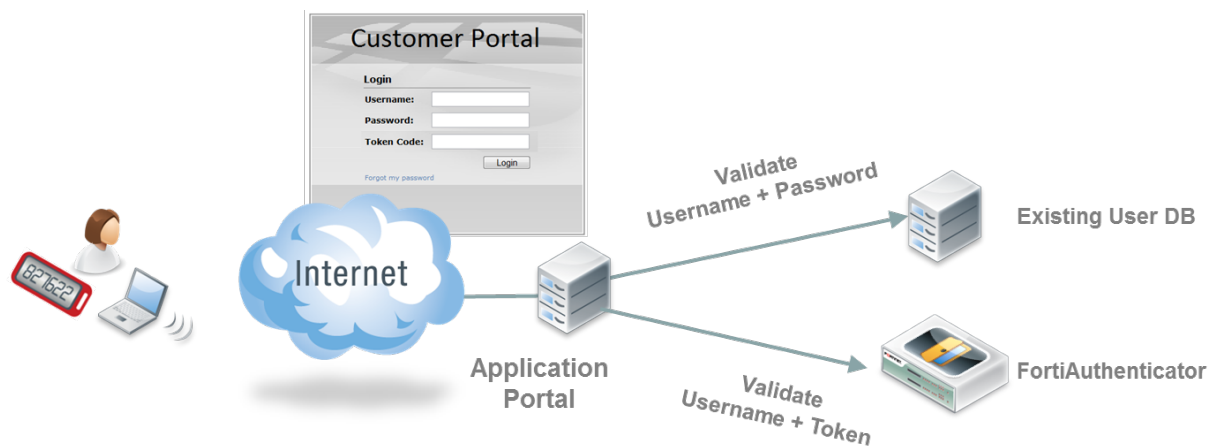 Customer Portal
Login
Username:
Password:
Token Code:
Login
Forgot my password
827622
Internet
Application
Portal
Validate
Username + Password
Existing User DB
Validate
Username + Token
FortiAuthenticator